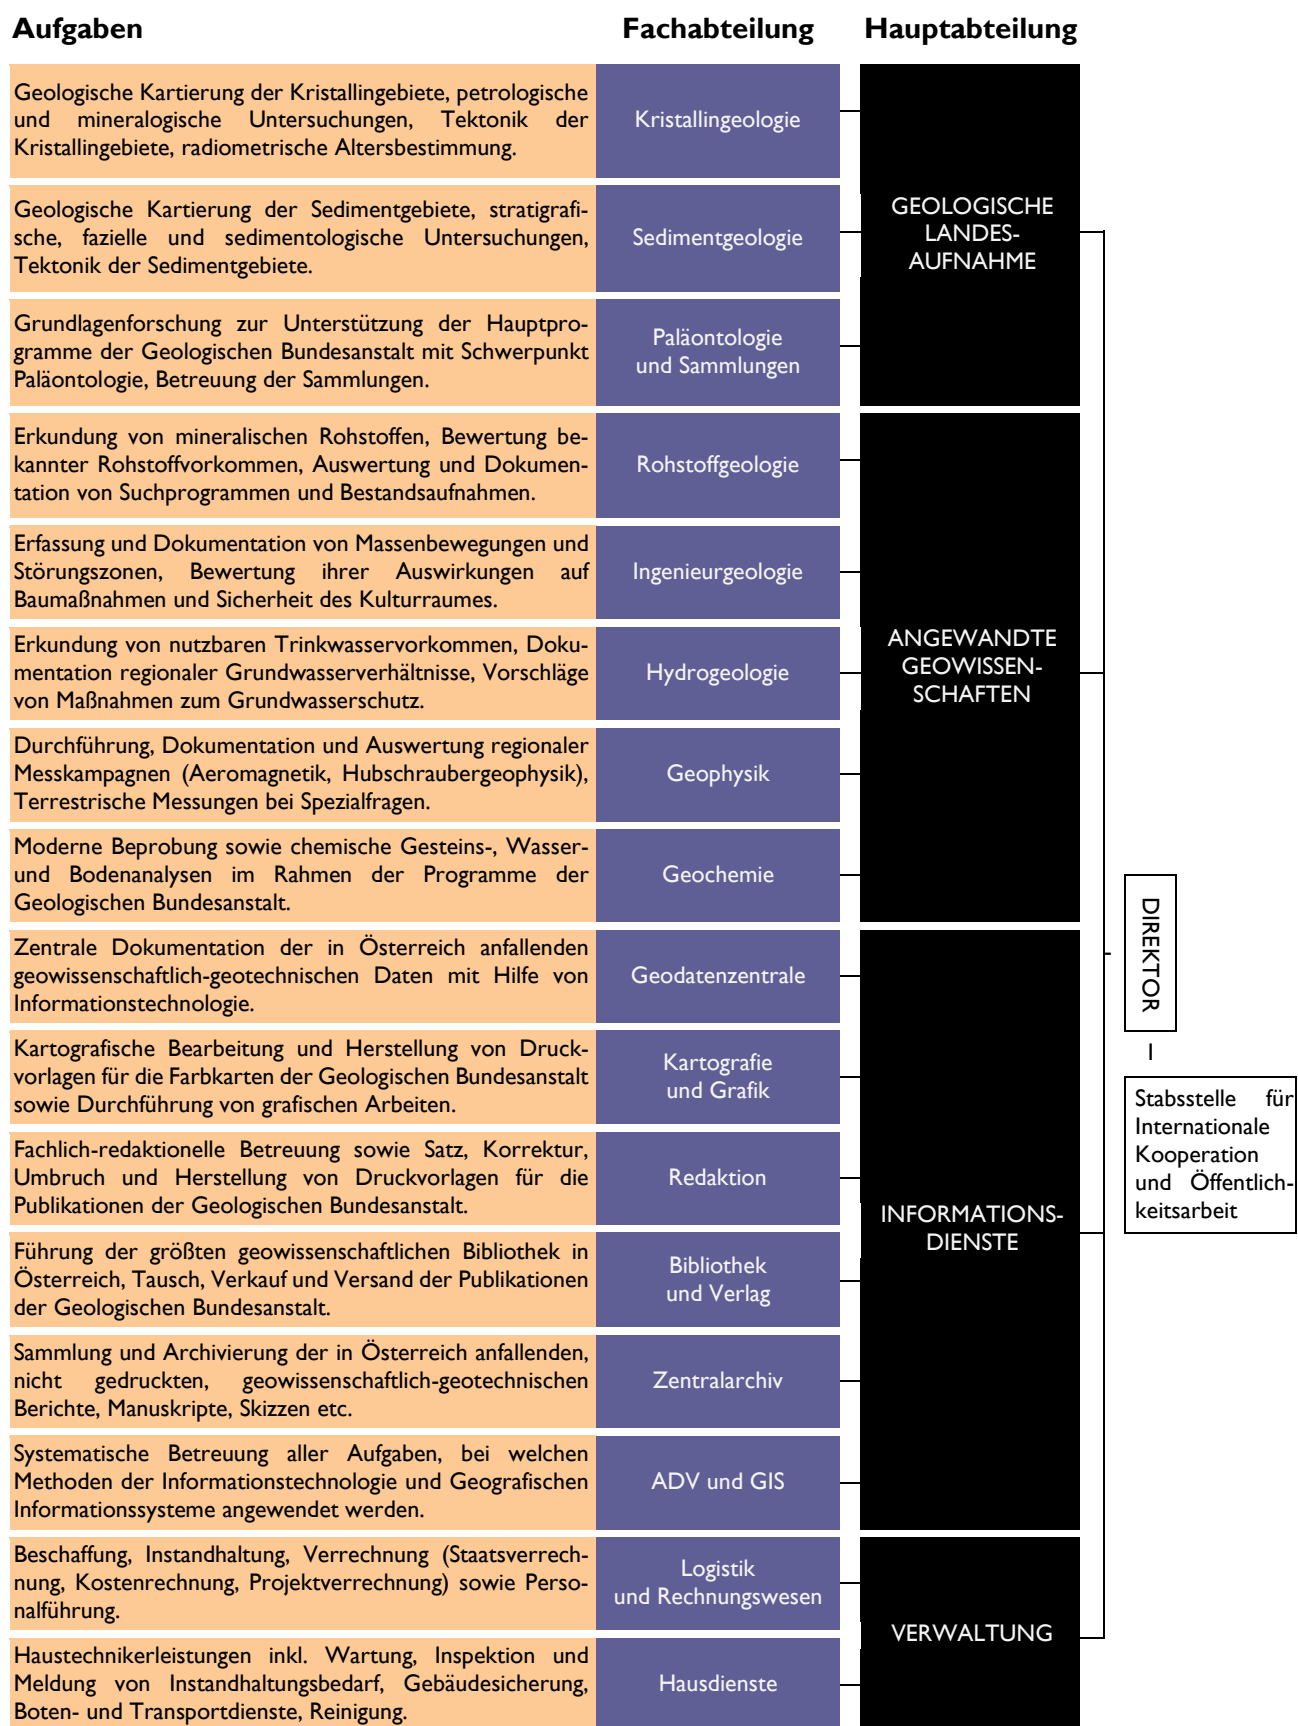 Aufgaben
Fachabteilung
Hauptabteilung
Geologische Kartierung der Kristallingebiete, petrologische
und mineralogische Untersuchungen, Tektonik der
Kristallingebiete, radiometrische Altersbestimmung.
Kristallingeologie
Geologische Kartierung der Sedimentgebiete, stratigrafi-
sche, fazielle und sedimentologische Untersuchungen,
Tektonik der Sedimentgebiete.
Sedimentgeologie
GEOLOGISCHE
LANDES-
AUFNAHME
Grundlagenforschung zur Unterstützung der Hauptpro-
gramme der Geologischen Bundesanstalt mit Schwerpunkt
Paläontologie, Betreuung der Sammlungen.
Paläontologie
und Sammlungen
Erkundung von mineralischen Rohstoffen, Bewertung be-
kannter Rohstoffvorkommen, Auswertung und Dokumen-
tation von Suchprogrammen und Bestandsaufnahmen.
Rohstoffgeologie
Erfassung und Dokumentation von Massenbewegungen und
Störungszonen, Bewertung ihrer Auswirkungen auf
Baumaßnahmen und Sicherheit des Kulturraumes.
Ingenieurgeologie
Erkundung von nutzbaren Trinkwasservorkommen, Doku-
mentation regionaler Grundwasserverhältnisse, Vorschläge
von Maßnahmen zum Grundwasserschutz.
Hydrogeologie
ANGEWANDTE
GEOWISSEN-
SCHAFTEN
Durchführung, Dokumentation und Auswertung regionaler
Messkampagnen (Aeromagnetik, Hubschraubergeophysik),
Terrestrische Messungen bei Spezialfragen.
Geophysik
Moderne Beprobung sowie chemische Gesteins-, Wasser-
und Bodenanalysen im Rahmen der Programme der
Geologischen Bundesanstalt.
Geochemie
Zentrale Dokumentation der in Österreich anfallenden
geowissenschaftlich-geotechnischen Daten mit Hilfe von
Informationstechnologie.
Geodatenzentrale
DIREKTOR
Kartografische Bearbeitung und Herstellung von Druck-
vorlagen für die Farbkarten der Geologischen Bundesanstalt
sowie Durchführung von grafischen Arbeiten.
Kartografie
und Grafik
Stabsstelle für
Internationale
Kooperation
und Öffentlich-
keitsarbeit
Fachlich-redaktionelle Betreuung sowie Satz, Korrektur,
Umbruch und Herstellung von Druckvorlagen für die
Publikationen der Geologischen Bundesanstalt.
Redaktion
INFORMATIONS-
DIENSTE
Führung der größten geowissenschaftlichen Bibliothek in
Österreich, Tausch, Verkauf und Versand der Publikationen
der Geologischen Bundesanstalt.
Bibliothek
und Verlag
Sammlung und Archivierung der in Österreich anfallenden,
nicht gedruckten, geowissenschaftlich-geotechnischen
Berichte, Manuskripte, Skizzen etc.
Zentralarchiv
Systematische Betreuung aller Aufgaben, bei welchen
Methoden der Informationstechnologie und Geografischen
Informationssysteme angewendet werden.
ADV und GIS
Beschaffung, Instandhaltung, Verrechnung (Staatsverrech-
nung, Kostenrechnung, Projektverrechnung) sowie Perso-
nalführung.
Logistik
und Rechnungswesen
VERWALTUNG
Haustechnikerleistungen inkl. Wartung, Inspektion und
Meldung von Instandhaltungsbedarf, Gebäudesicherung,
Boten- und Transportdienste, Reinigung.
Hausdienste